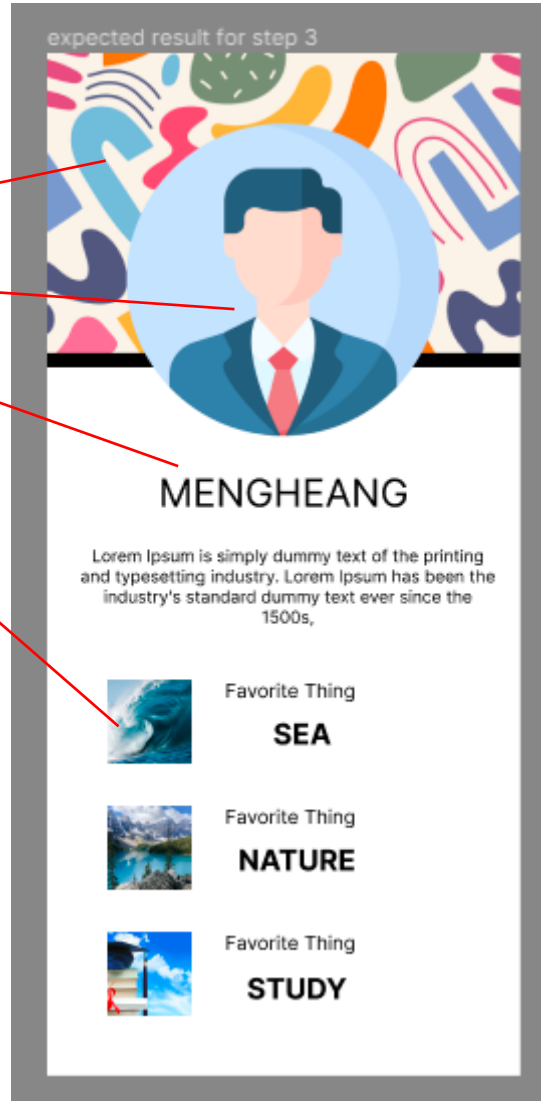 expected result for step 3
MENGHEANG
Lorem Ipsum is simply dummy text of the printing
and typesetting industry. Lorem Ipsum has been the
industry's standard dummy text ever since the
1500s,
Favorite Thing
SEA
Favorite Thing
NATURE
Favorite Thing
STUDY